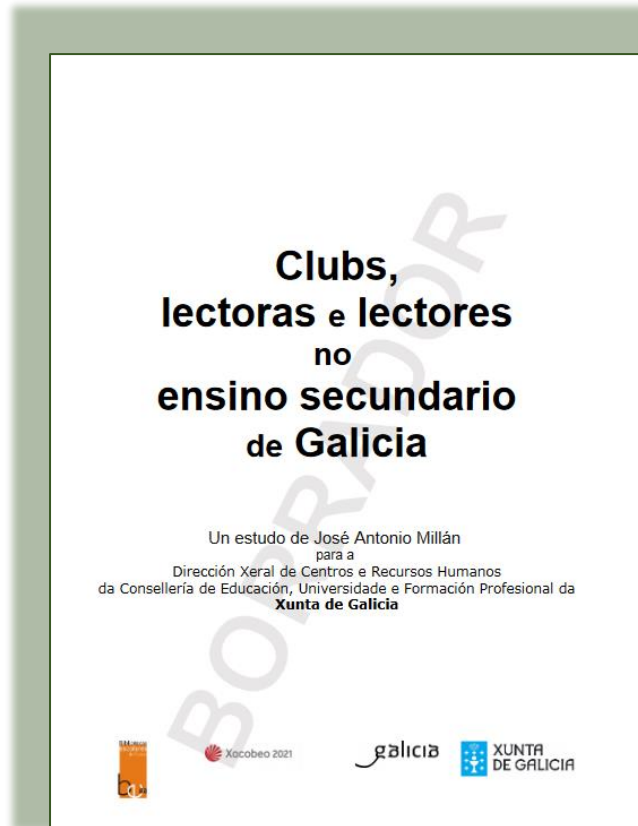 Clubs,
lectoras e lectores
no
ensino secundario
de Galicia
BORRADOR
Un estudo de José Antonio Millán
para a
Dirección Xeral de Centros e Recursos Humanos
da Consellería de Educación, Universidade e Formación Profesional da
Xunta de Galicia
Xacobeo 2021
galicia
XUNTA
DE GALICIA